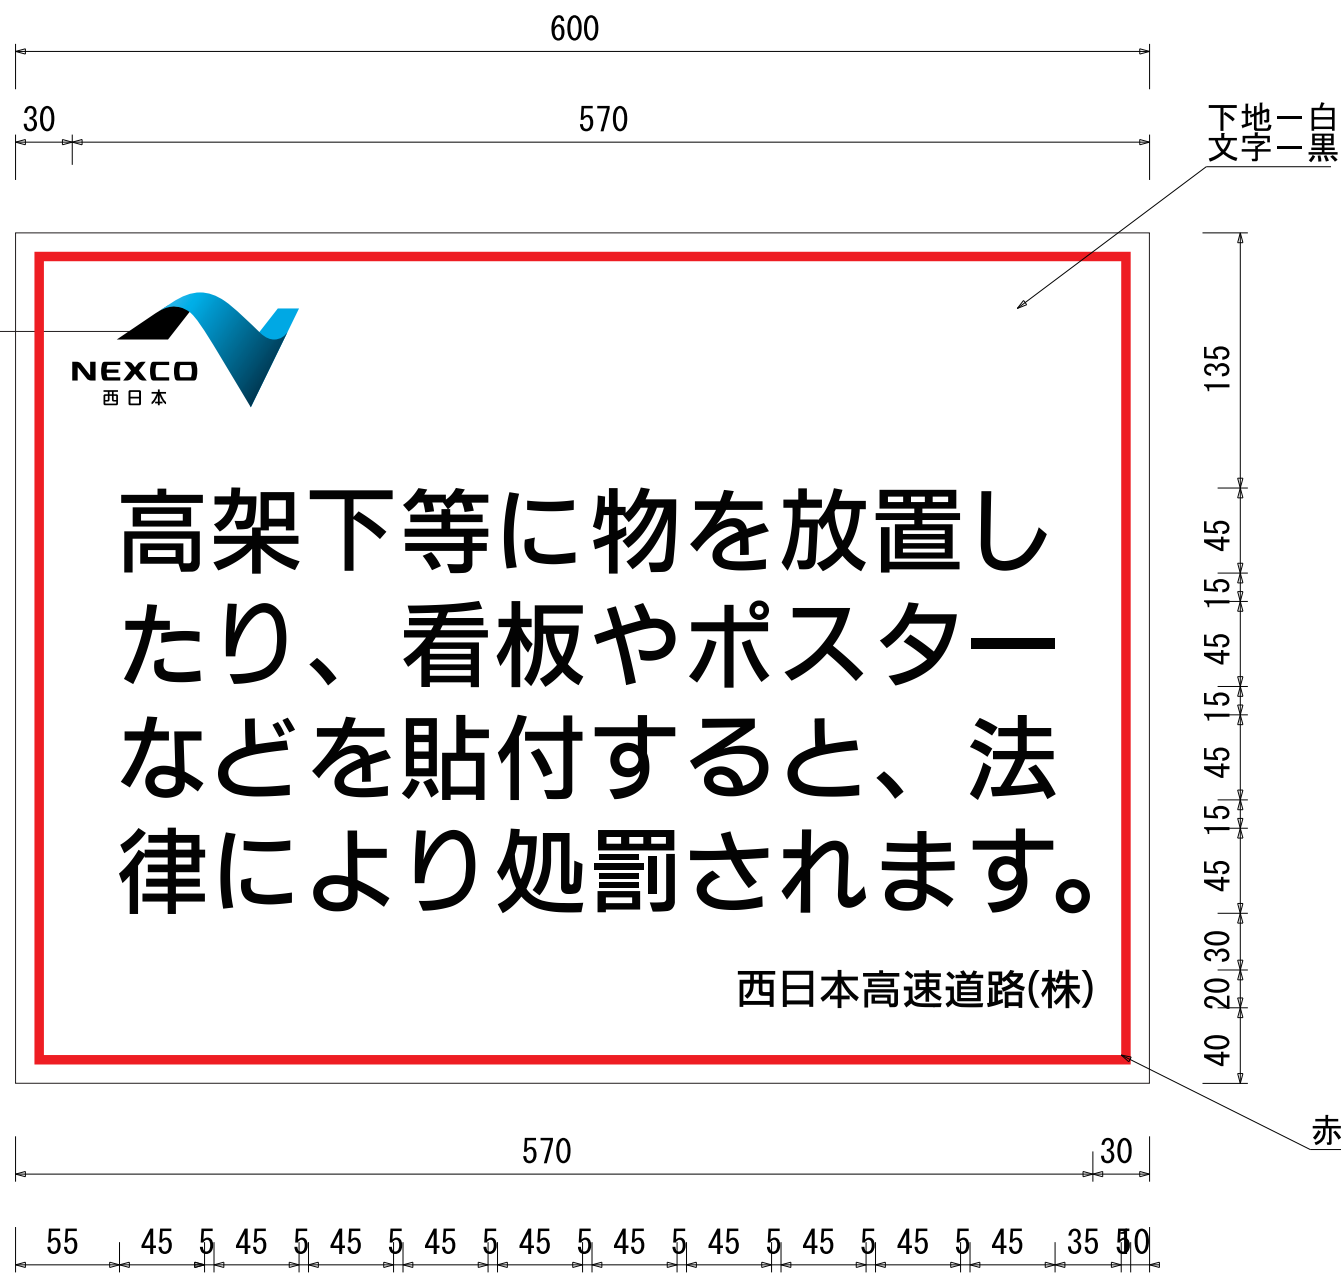 600
30 570
下地ー白
文字ー黒
NEXCO
西日本
135
高架下等に物を放置し
45
15
たり、看板やポスター
45
15
などを貼付すると、法
45
15
律により処罰されます。
45
30
西日本高速道路(株)
20
40
赤
570 30
55 45 5 45 5 45 5 45 5 45 5 45 5 45 5 45 5 45 5 45 35 5 10